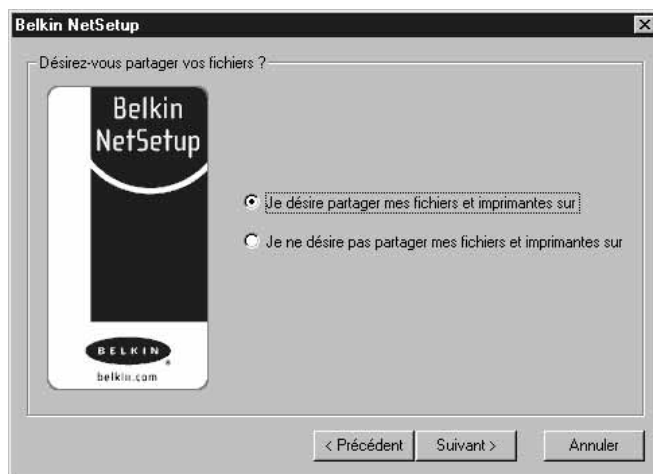 Belkin NetSetup
Désirez-vous partager vos fichiers ?
Belkin
NetSetup
BELKIN
belkin.com
Je désire partager mes fichiers et imprimantes sur
Je ne désire pas partager mes fichiers et imprimantes sur
< Précédent
Suivant >
Annuler